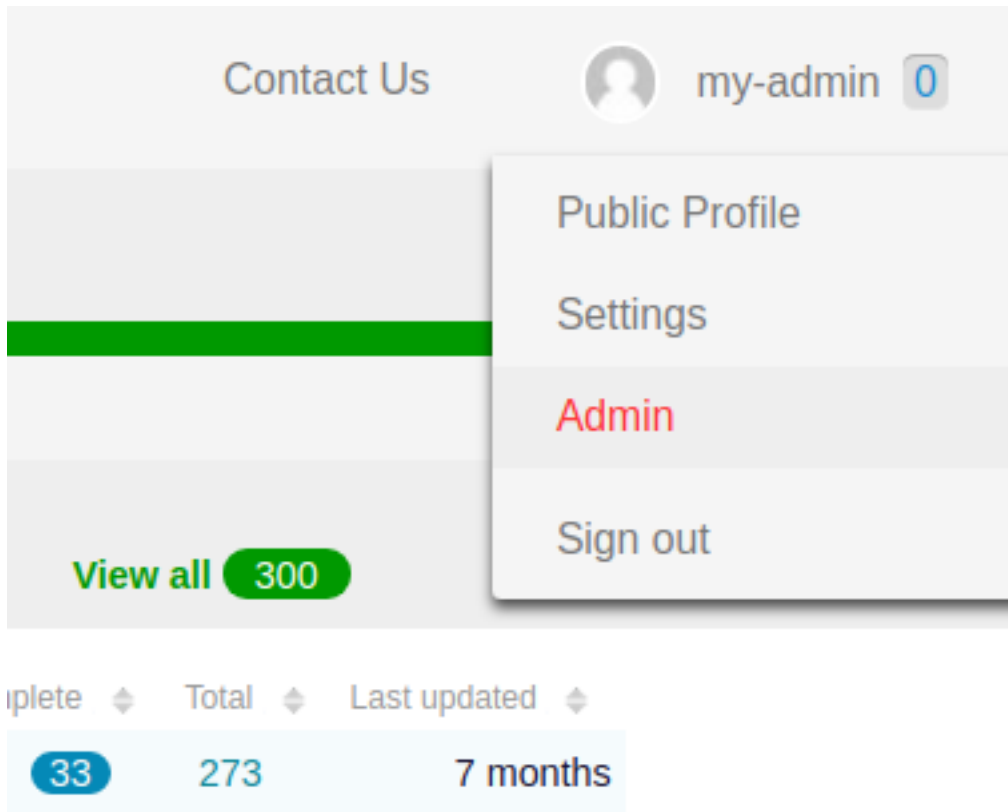 Contact Us my-admin 0
Public Profile
Settings
Admin
Sign out
View all 300
Total Last updated
33 273 7 months